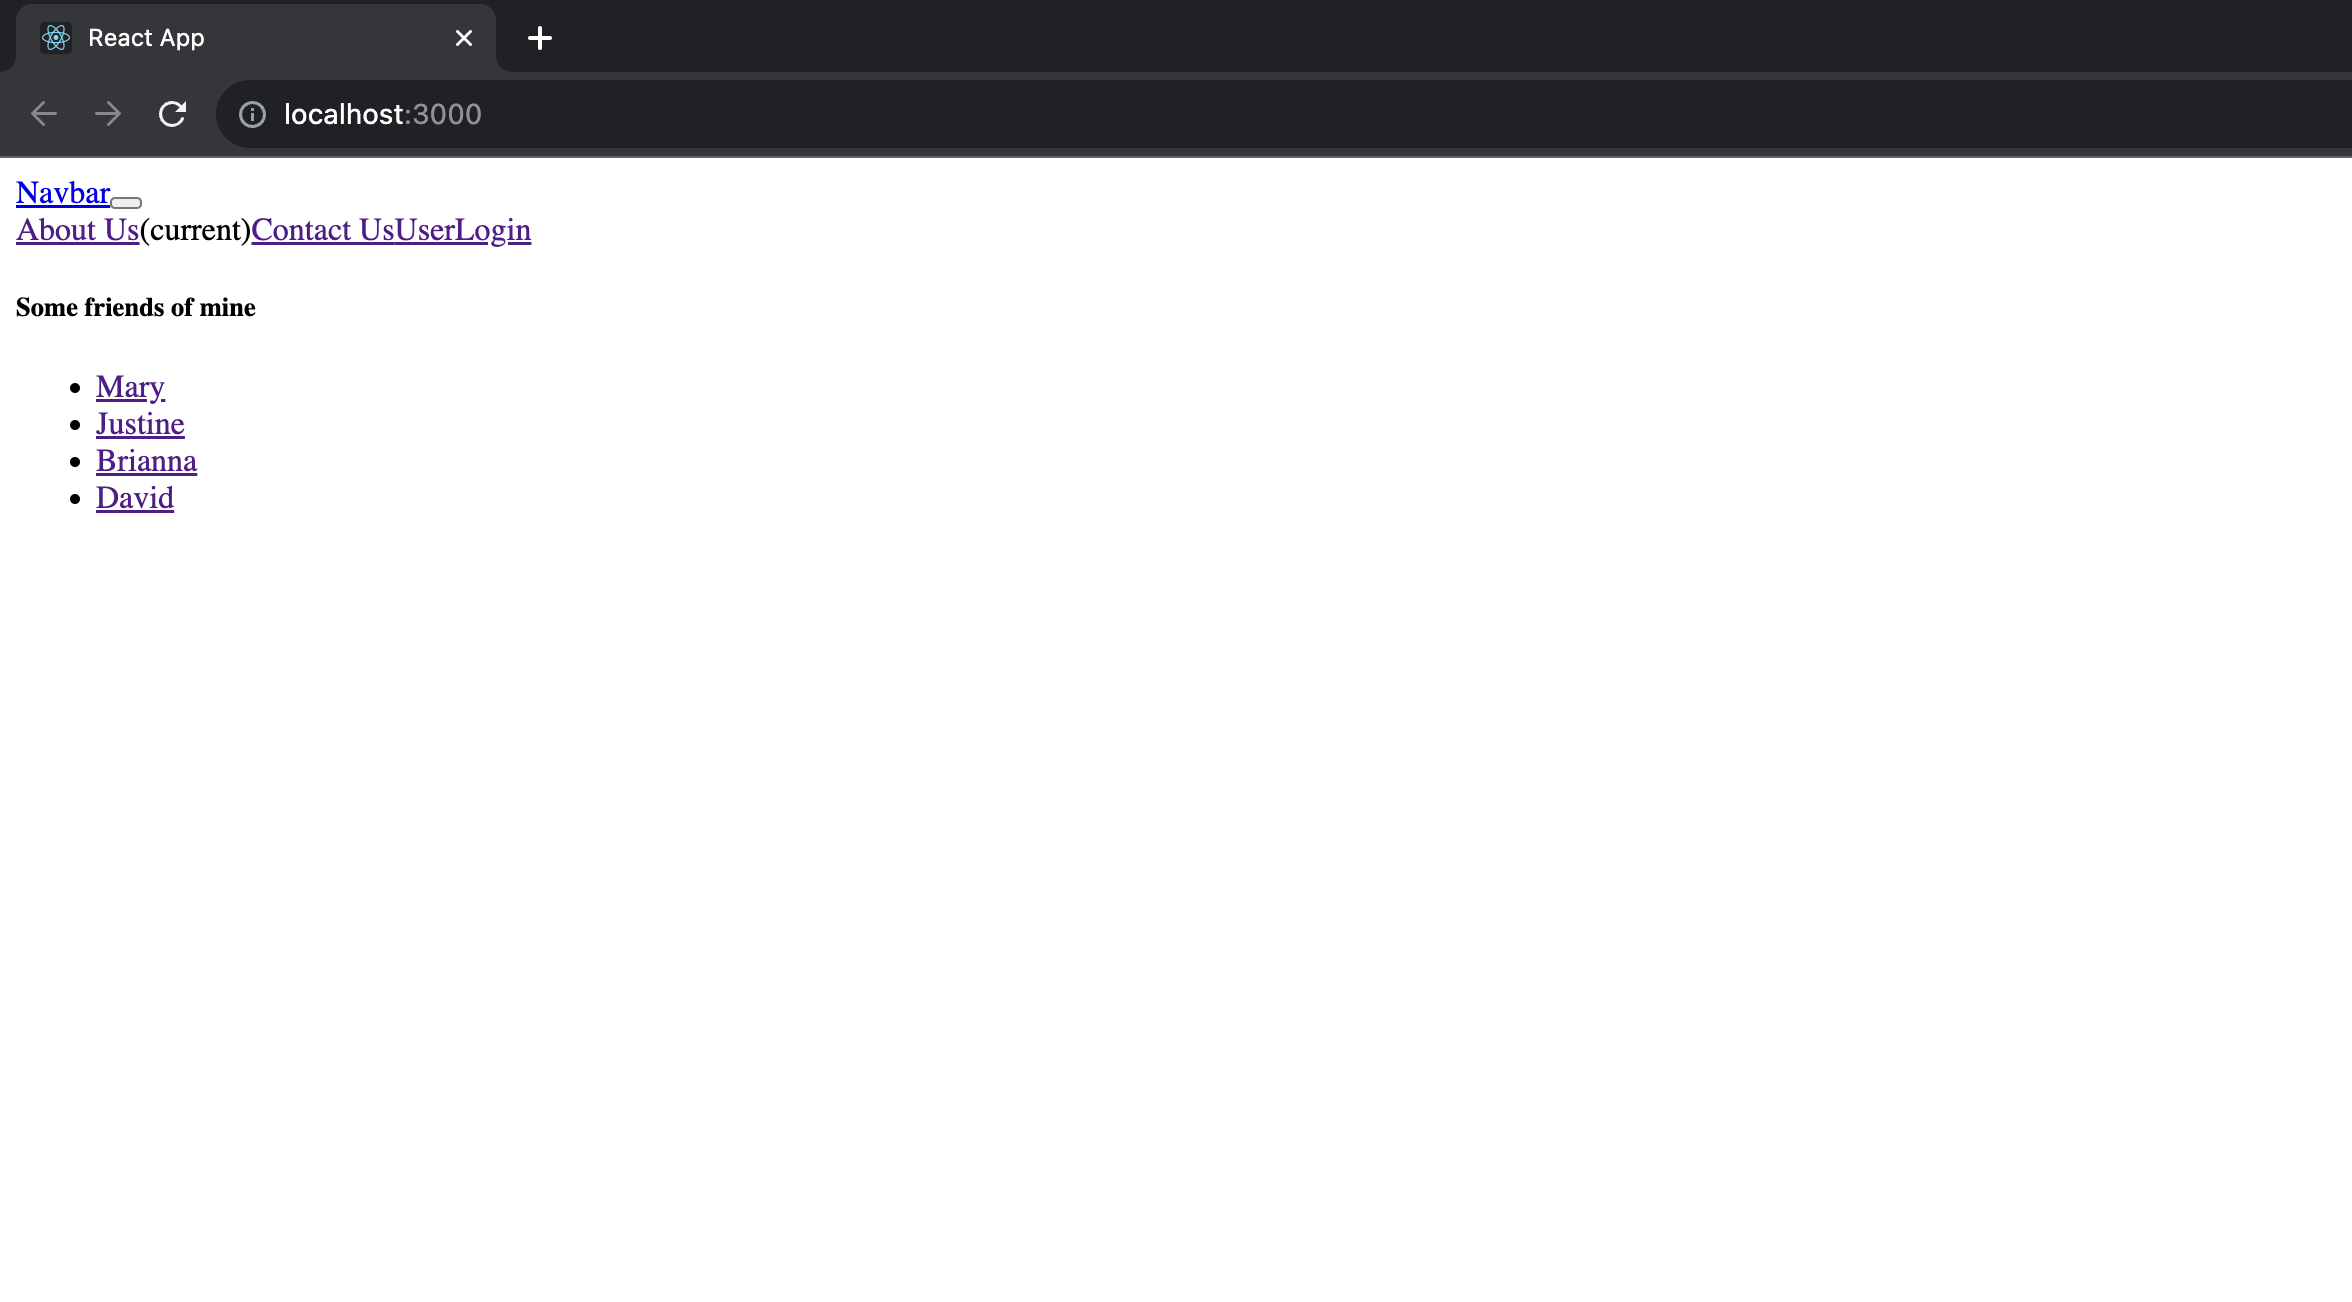 React App
localhost:3000
Navbar
About Us(current)Contact UsUserLogin
Some friends of mine
Mary
Justine
Brianna
David